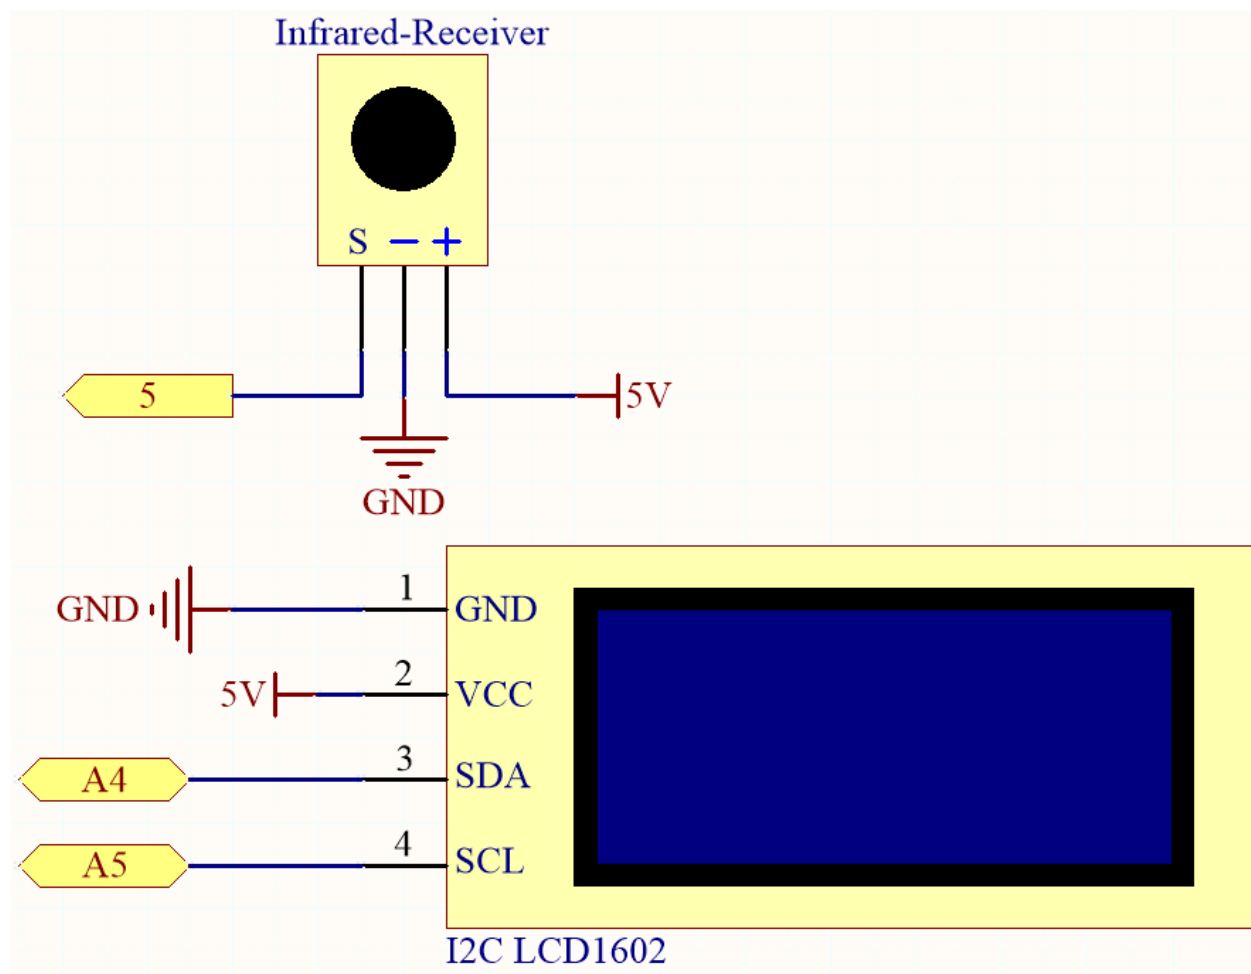 Infrared-Receiver
S − +
5
5V
GND
1
GND GND
2
5V VCC
3
A4 SDA
4
A5 SCL
I2C LCD1602